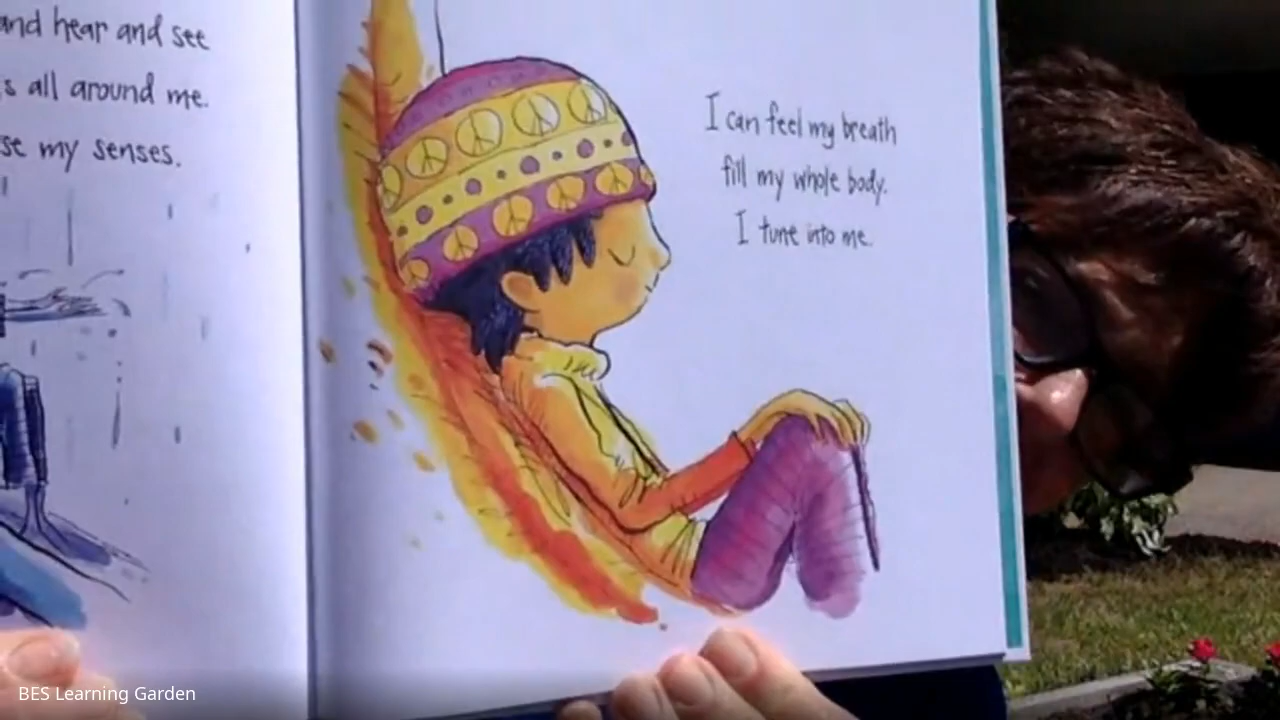 and hear and see
s all around me.
se my senses.
I can feel my breath
fill my whole body.
I tune into me.
BES Learning Garden